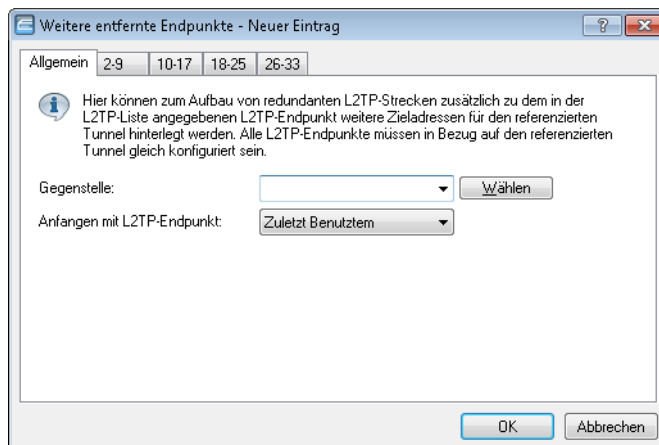 Weitere entfernte Endpunkte - Neuer Eintrag
Allgemein 2-9 10-17 18-25 26-33
Hier können zum Aufbau von redundanten L2TP-Strecken zusätzlich zu dem in der
L2TP-Liste angegebenen L2TP-Endpunkt weitere Zieladressen für den referenzierten
Tunnel hinterlegt werden. Alle L2TP-Endpunkte müssen in Bezug auf den referenzierten
Tunnel gleich konfiguriert sein.
Gegenstelle: Wählen
Anfangen mit L2TP-Endpunkt: Zuletzt Benutztem
OK Abbrechen